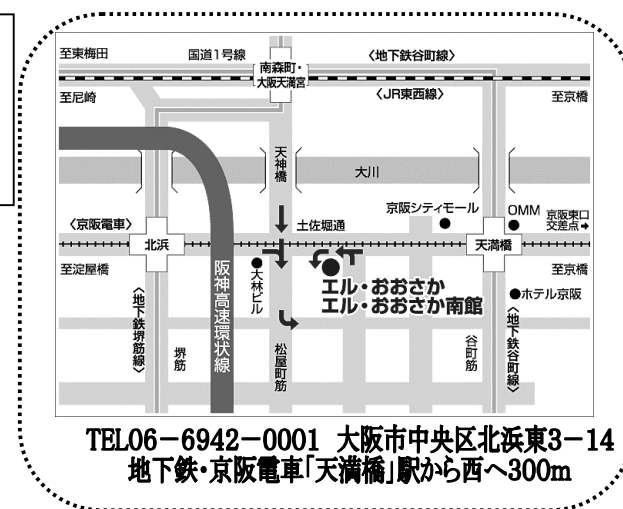 至東梅田
国道1号線
〈地下鉄谷町線〉
南森町・
大阪天満宮
至尼崎
〈JR東西線〉
至京橋
天神橋
大川
京阪シティモール
OMM
京阪東口
交差点→
〈京阪電車〉
土佐堀通
北浜
天満橋
至淀屋橋
大林ビル
至京橋
エル・おおさか
エル・おおさか南館
ホテル京阪
阪神高速環状線
〈地下鉄堺筋線〉
堺筋
松屋町筋
谷町筋
〈地下鉄谷町線〉
TEL06－6942－0001 大阪市中央区北浜東3－14
地下鉄・京阪電車「天満橋」駅から西へ300m